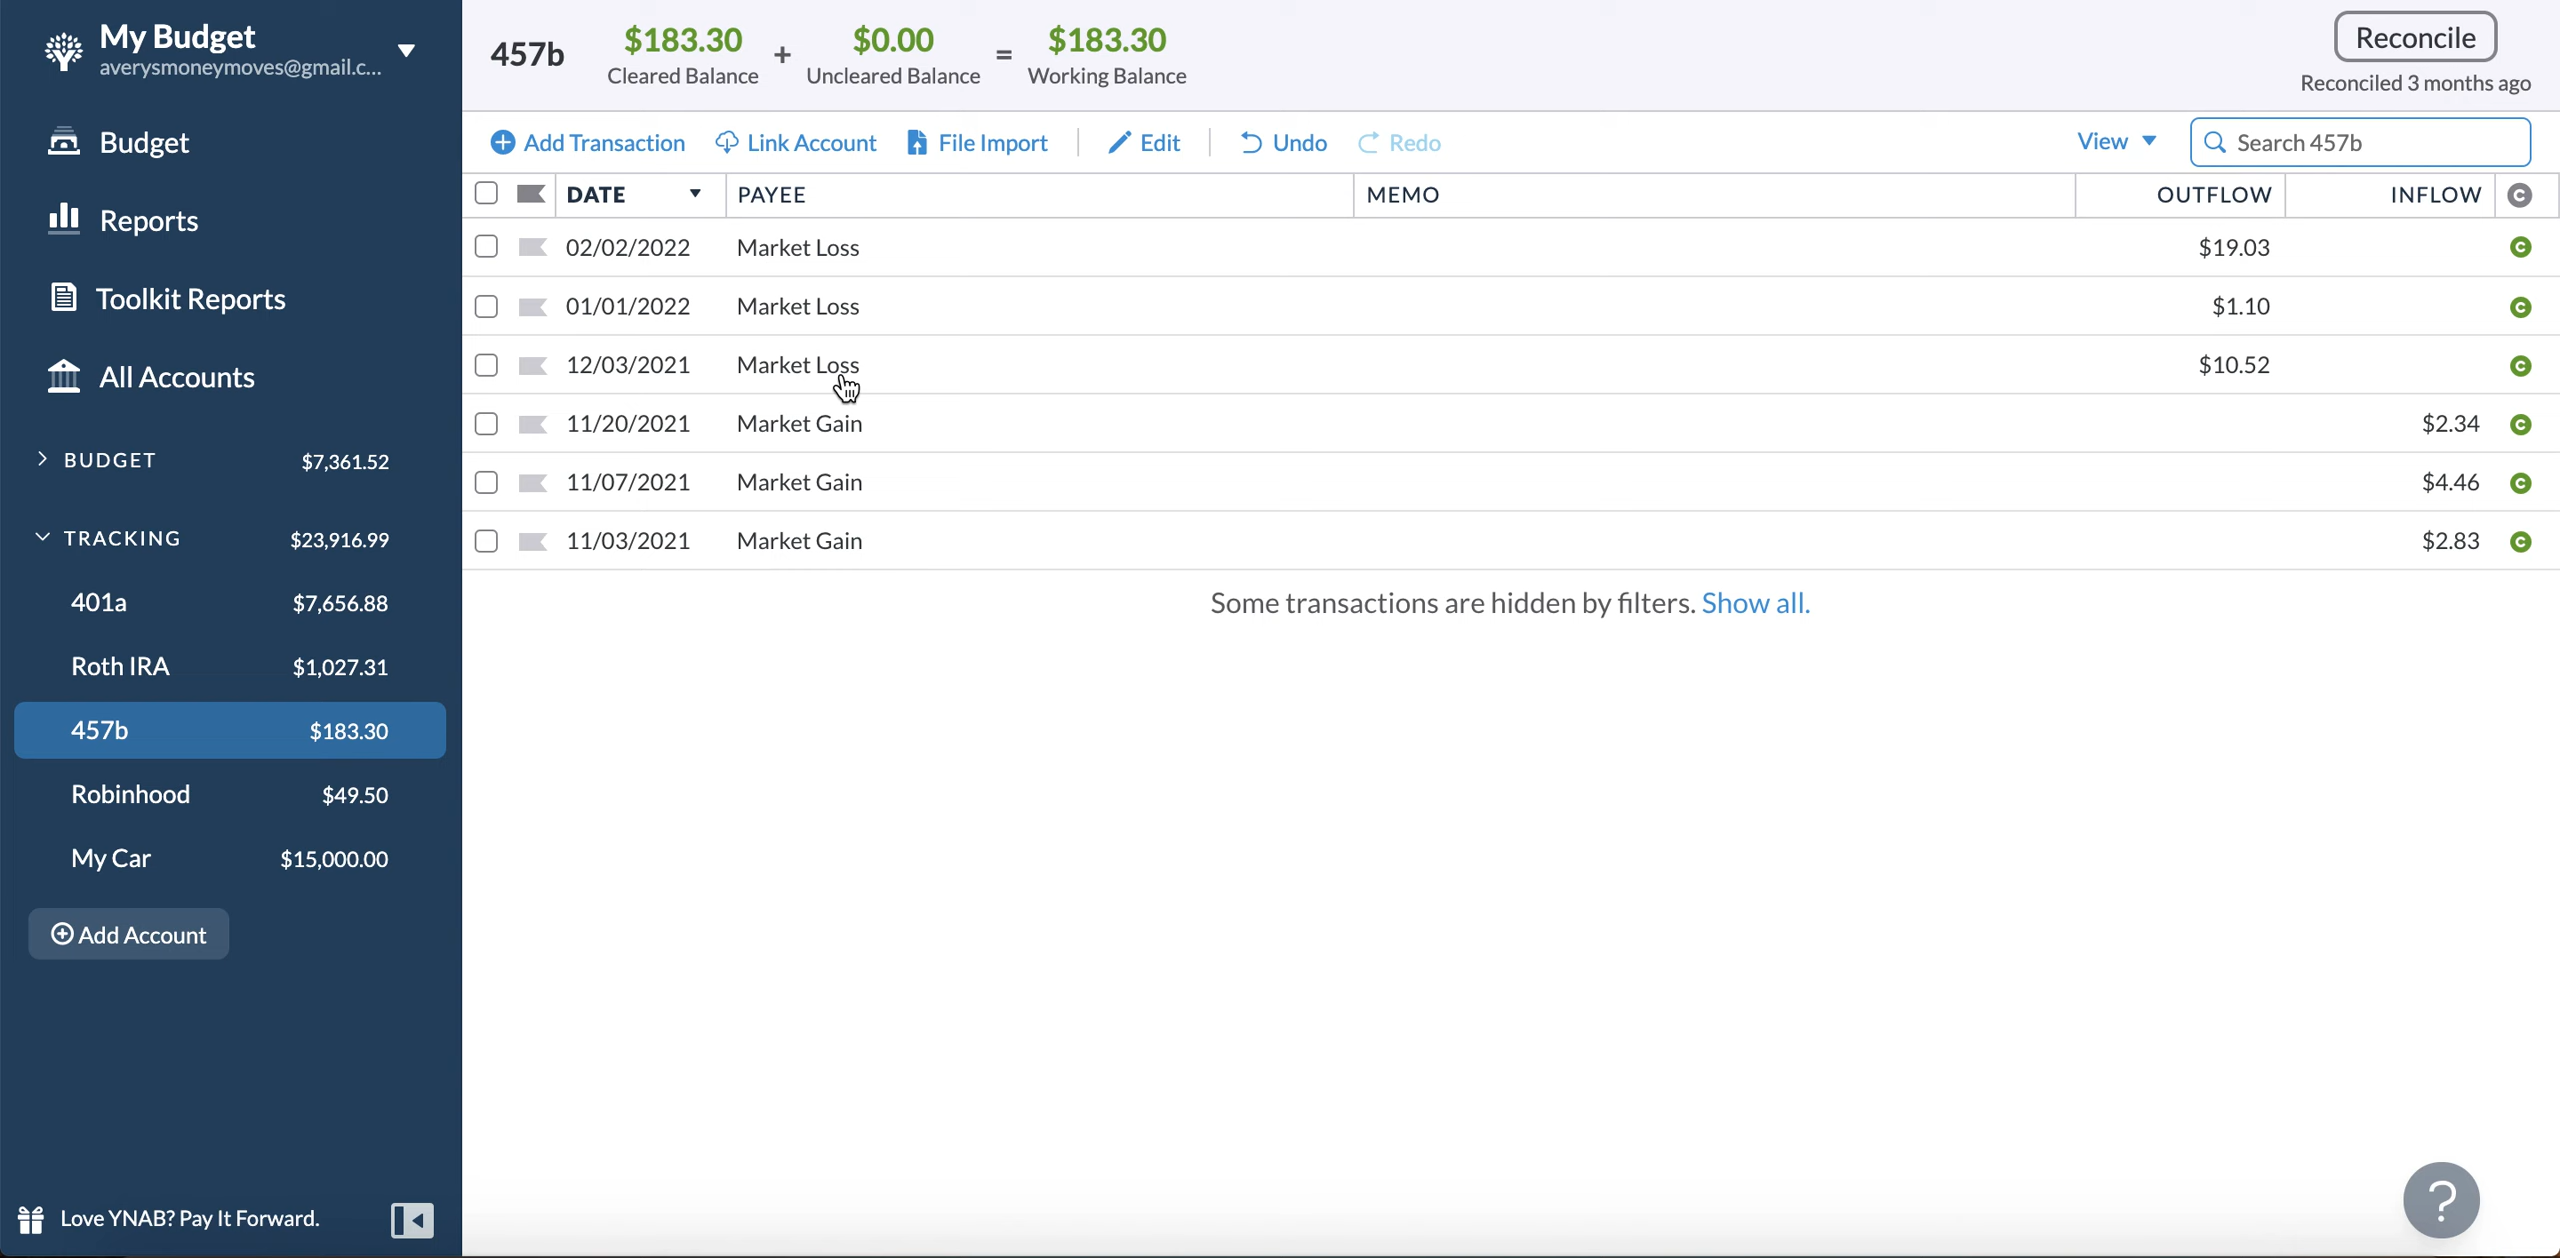 My Budget
averysmoneymoves@gmail.c...
Budget
Reports
Toolkit Reports
All Accounts
BUDGET $7,361.52
TRACKING $23,916.99
401a $7,656.88
Roth IRA $1,027.31
457b $183.30
Robinhood $49.50
My Car $15,000.00
Add Account
Love YNAB? Pay It Forward.
457b $183.30 + $0.00 = $183.30
Cleared Balance Uncleared Balance Working Balance
Reconcile
Reconciled 3 months ago
Add Transaction Link Account File Import Edit Undo Redo View Search 457b
DATE PAYEE MEMO OUTFLOW INFLOW C
02/02/2022 Market Loss $19.03 C
01/01/2022 Market Loss $1.10 C
12/03/2021 Market Loss $10.52 C
11/20/2021 Market Gain $2.34 C
11/07/2021 Market Gain $4.46 C
11/03/2021 Market Gain $2.83 C
Some transactions are hidden by filters. Show all.
?